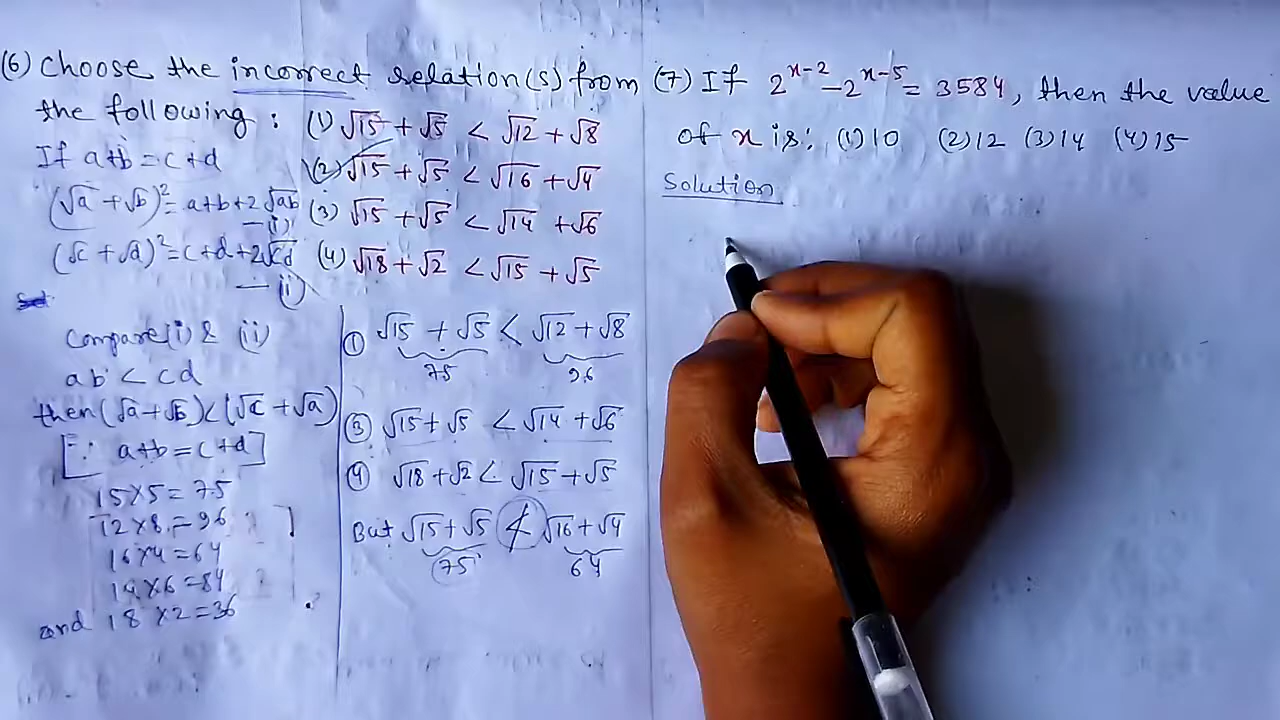 (6) Choose the incorrect relation(s) from
the following: (1) √15 + √5 < √12 + √8
If a+b = c+d
(2) √15 + √5 < √16 + √4
(√a + √b)² = a+b+2√ab
— (i)
(3) √15 + √5 < √14 + √6
(√c + √d)² = c+d+2√cd
— (ii)
(4) √18 + √2 < √15 + √5
Compare (i) & (ii)
ab < cd
then (√a + √b) < (√c + √d)
[∵ a+b = c+d]
15×5 = 75
12×8 = 96
16×4 = 64
14×6 = 84
and 18×2 = 36
① √15 + √5 < √12 + √8
75 96
③ √15 + √5 < √14 + √6
④ √18 + √2 < √15 + √5
But √15 + √5 ≮ √16 + √4
75 64
(7) If 2^{x-2} - 2^{x-5} = 3584, then the value
of x is: (1) 10 (2) 12 (3) 14 (4) 15
Solution